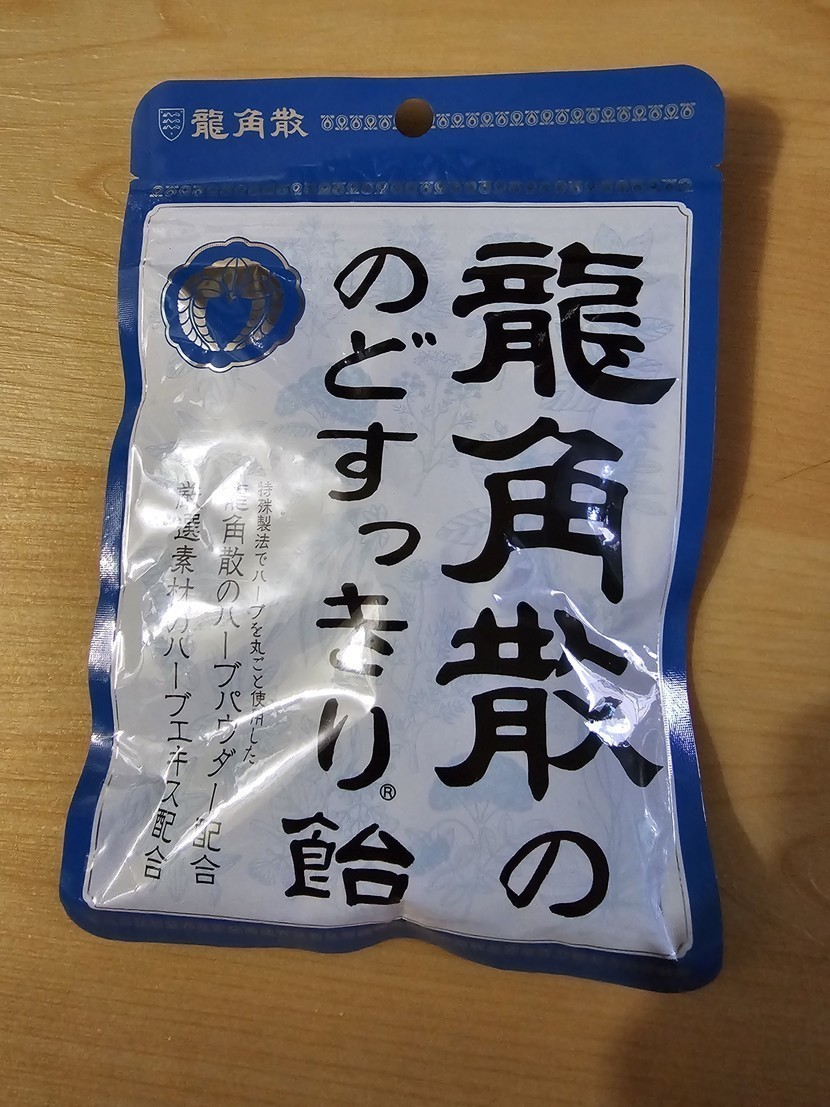 龍角散
龍角散の
のどすっきり®飴
特殊製法でハーブを丸ごと使用した
龍角散のハーブパウダー配合
厳選素材のハーブエキス配合